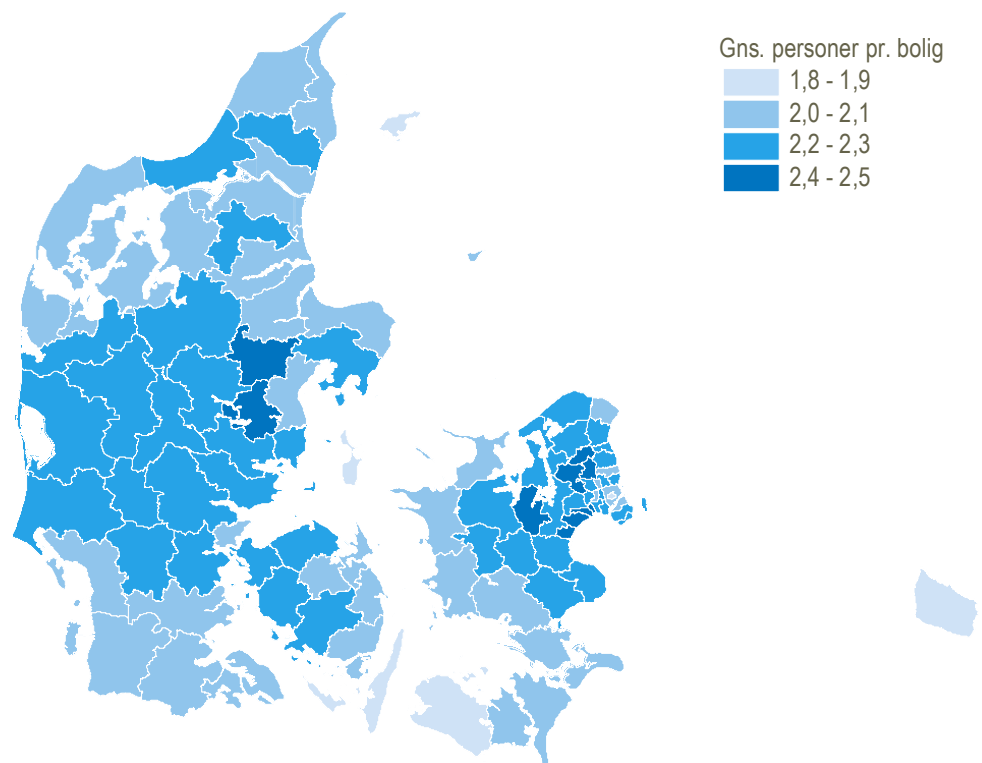 Gns. personer pr. bolig
1,8 - 1,9
2,0 - 2,1
2,2 - 2,3
2,4 - 2,5